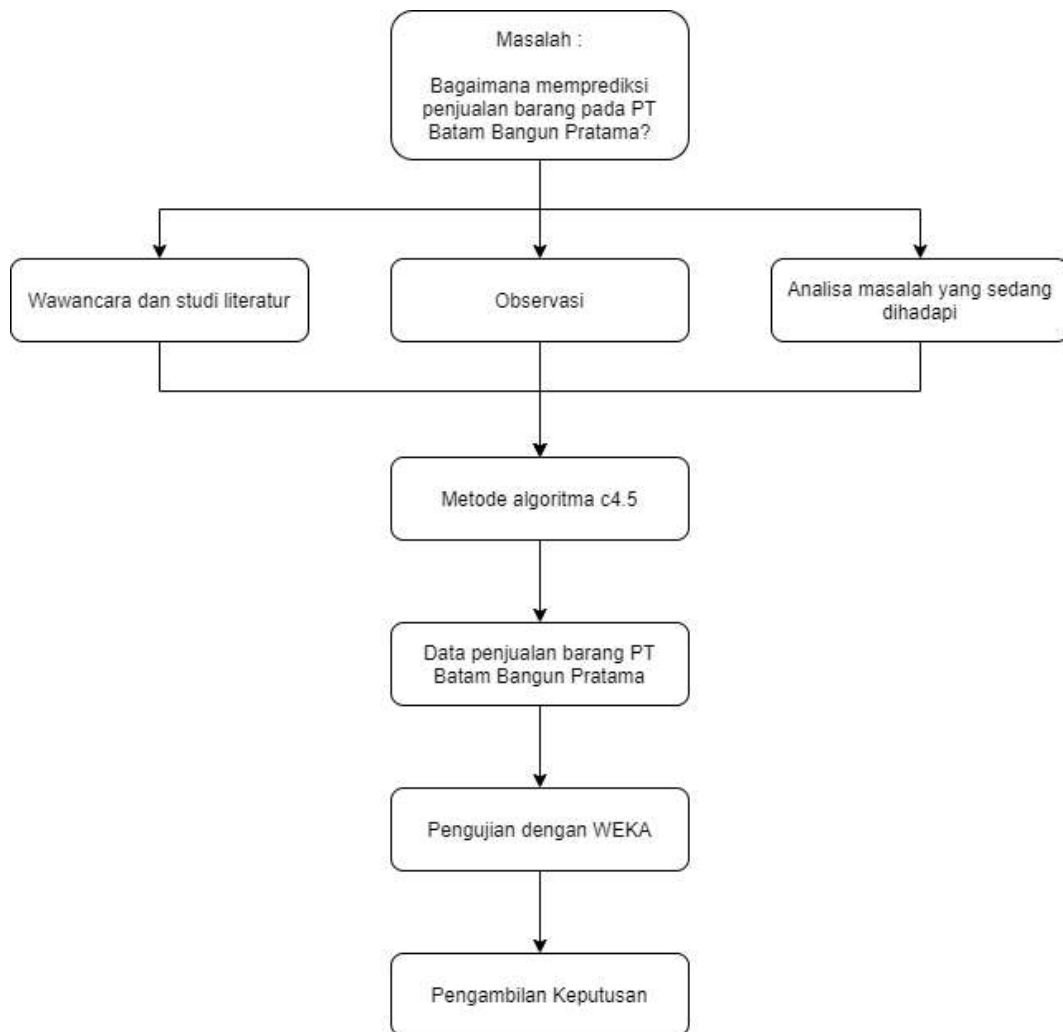 Masalah :
Bagaimana memprediksi
penjualan barang pada PT
Batam Bangun Pratama?
Wawancara dan studi literatur
Observasi
Analisa masalah yang sedang
dihadapi
Metode algoritma c4.5
Data penjualan barang PT
Batam Bangun Pratama
Pengujian dengan WEKA
Pengambilan Keputusan